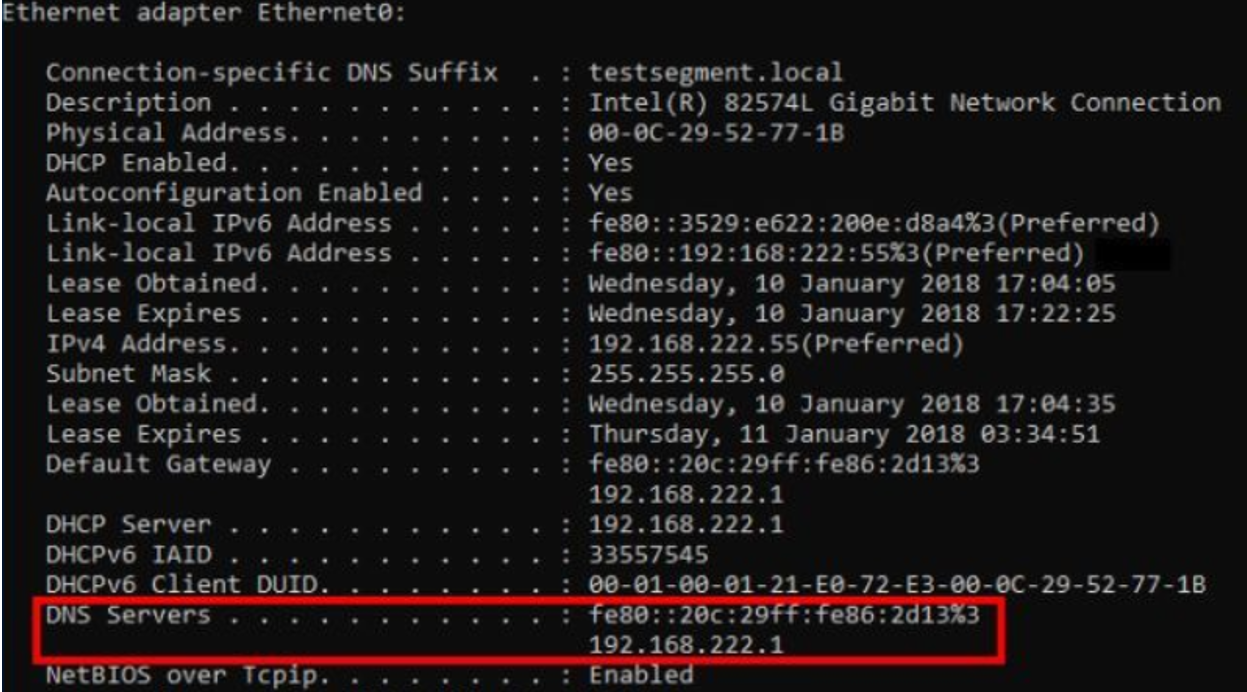 Ethernet adapter Ethernet0:
Connection-specific DNS Suffix  . : testsegment.local
Description . . . . . . . . . . . : Intel(R) 82574L Gigabit Network Connection
Physical Address. . . . . . . . . : 00-0C-29-52-77-1B
DHCP Enabled. . . . . . . . . . . : Yes
Autoconfiguration Enabled . . . . : Yes
Link-local IPv6 Address . . . . . : fe80::3529:e622:200e:d8a4%3(Preferred)
Link-local IPv6 Address . . . . . : fe80::192:168:222:55%3(Preferred)
Lease Obtained. . . . . . . . . . : Wednesday, 10 January 2018 17:04:05
Lease Expires . . . . . . . . . . : Wednesday, 10 January 2018 17:22:25
IPv4 Address. . . . . . . . . . . : 192.168.222.55(Preferred)
Subnet Mask . . . . . . . . . . . : 255.255.255.0
Lease Obtained. . . . . . . . . . : Wednesday, 10 January 2018 17:04:35
Lease Expires . . . . . . . . . . : Thursday, 11 January 2018 03:34:51
Default Gateway . . . . . . . . . : fe80::20c:29ff:fe86:2d13%3
192.168.222.1
DHCP Server . . . . . . . . . . . : 192.168.222.1
DHCPv6 IAID . . . . . . . . . . . : 33557545
DHCPv6 Client DUID. . . . . . . . : 00-01-00-01-21-E0-72-E3-00-0C-29-52-77-1B
DNS Servers . . . . . . . . . . . : fe80::20c:29ff:fe86:2d13%3
192.168.222.1
NetBIOS over Tcpip. . . . . . . . : Enabled